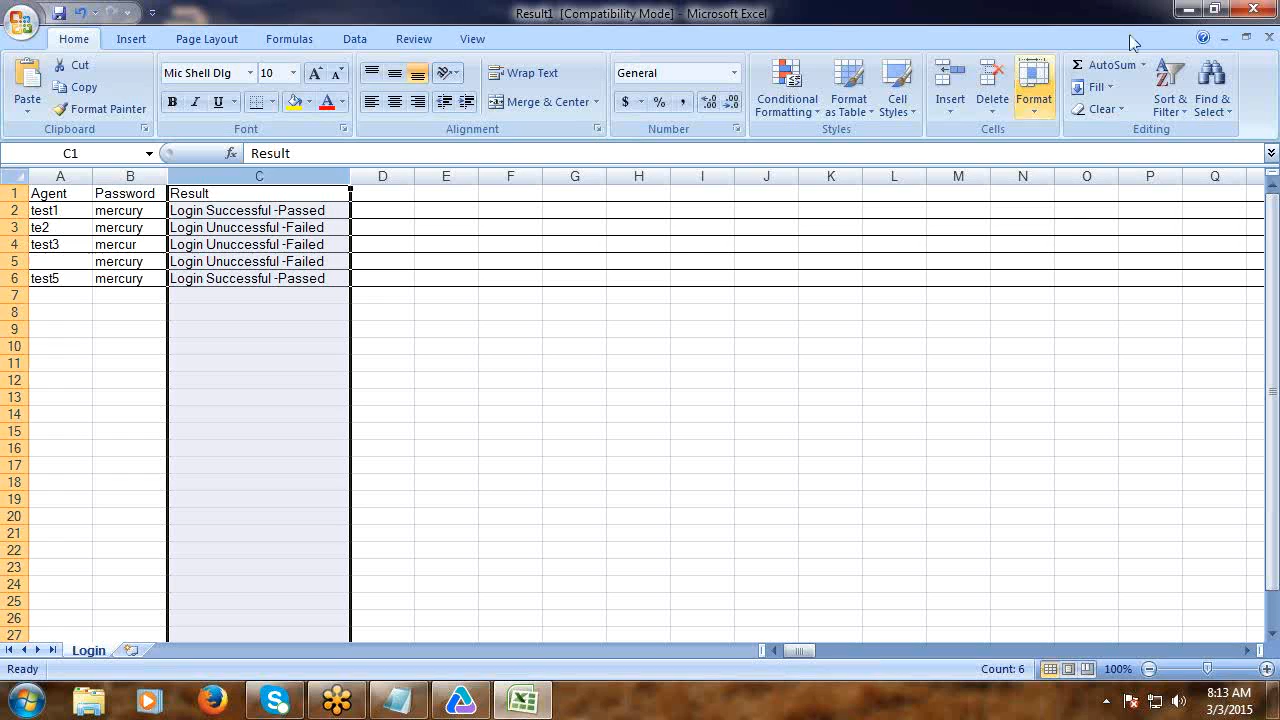 Result1 [Compatibility Mode] - Microsoft Excel
Home Insert Page Layout Formulas Data Review View
Paste Cut Copy Format Painter Clipboard
Mic Shell Dlg 10 A A B I U A Font
Wrap Text Merge & Center Alignment
General $ % , Number
Conditional Formatting Format as Table Cell Styles Styles
Insert Delete Format Cells
Σ AutoSum Fill Clear Sort & Filter Find & Select Editing
C1 fx Result
A B C D E F G H I J K L M N O P Q
1 Agent Password Result
2 test1 mercury Login Successful -Passed
3 te2 mercury Login Unuccessful -Failed
4 test3 mercur Login Unuccessful -Failed
5 mercury Login Unuccessful -Failed
6 test5 mercury Login Successful -Passed
7
8
9
10
11
12
13
14
15
16
17
18
19
20
21
22
23
24
25
26
27
Login
Ready Count: 6 100%
8:13 AM
3/3/2015